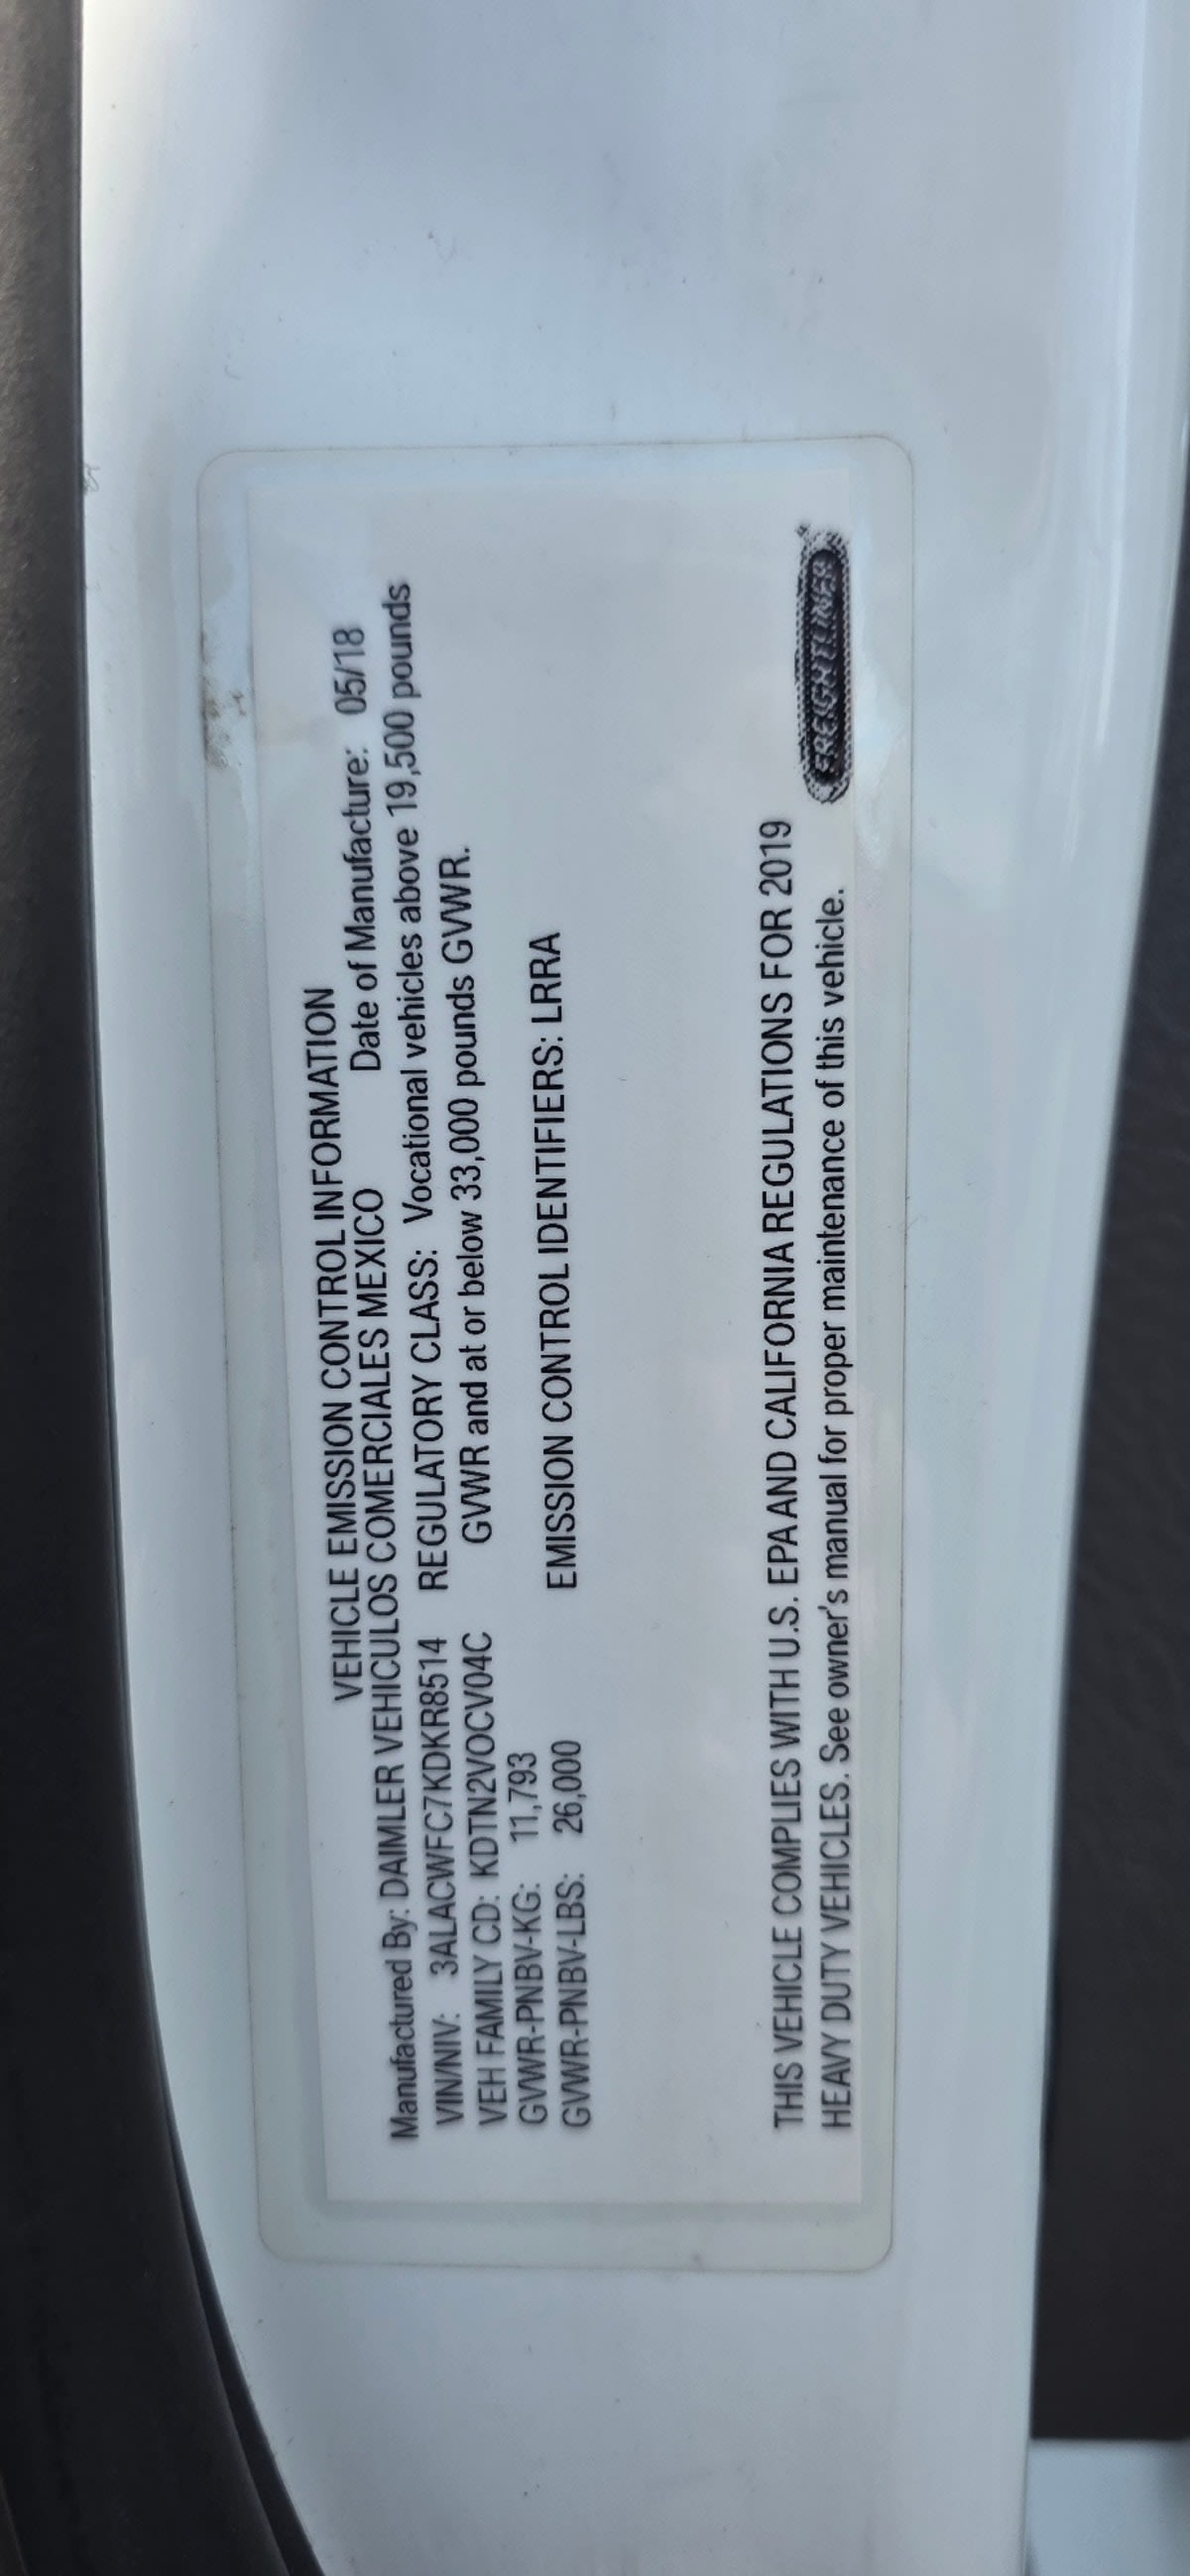 VEHICLE EMISSION CONTROL INFORMATION
Manufactured By: DAIMLER VEHICULOS COMERCIALES MEXICO Date of Manufacture: 05/18
VIN/NIV: 3ALACWFC7KDKR8514 REGULATORY CLASS: Vocational vehicles above 19,500 pounds
VEH FAMILY CD: KDTN2VOCV04C GVWR and at or below 33,000 pounds GVWR.
GVWR-PNBV-KG: 11,793
GVWR-PNBV-LBS: 26,000 EMISSION CONTROL IDENTIFIERS: LRRA
THIS VEHICLE COMPLIES WITH U.S. EPA AND CALIFORNIA REGULATIONS FOR 2019
HEAVY DUTY VEHICLES. See owner's manual for proper maintenance of this vehicle.
FREIGHTLINER